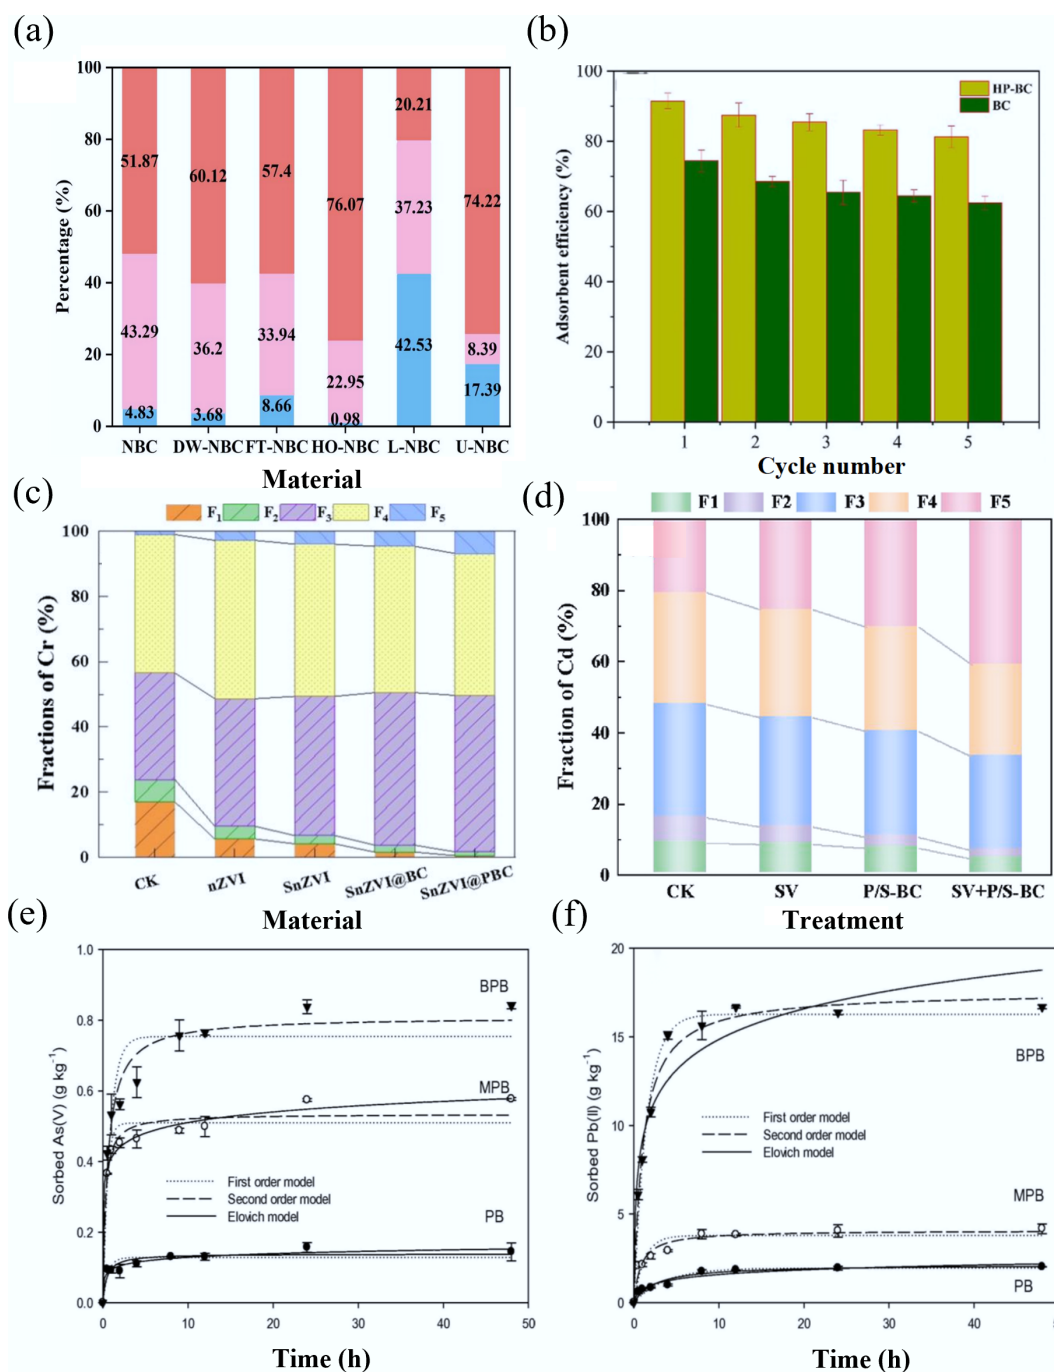 (a)
Percentage (%)
100
80
60
40
20
0
51.87
60.12
57.4
76.07
20.21
74.22
43.29
36.2
33.94
22.95
37.23
8.39
4.83
3.68
8.66
0.98
42.53
17.39
NBC DW-NBC FT-NBC HO-NBC L-NBC U-NBC
Material
(b)
Adsorbent efficiency (%)
100
80
60
40
20
0
HP-BC
BC
1 2 3 4 5
Cycle number
(c)
F1 F2 F3 F4 F5
Fractions of Cr (%)
100
80
60
40
20
0
CK nZVI SnZVI SnZVI@BC SnZVI@PBC
Material
(d)
F1 F2 F3 F4 F5
Fraction of Cd (%)
100
80
60
40
20
0
CK SV P/S-BC SV+P/S-BC
Treatment
(e)
Sorbed As(V) (g kg-1)
1.0
0.8
0.6
0.4
0.2
0.0
BPB
MPB
PB
First order model
Second order model
Elovich model
0 10 20 30 40 50
Time (h)
(f)
Sorbed Pb(II) (g kg-1)
20
15
10
5
0
BPB
First order model
Second order model
Elovich model
MPB
PB
0 10 20 30 40 50
Time (h)